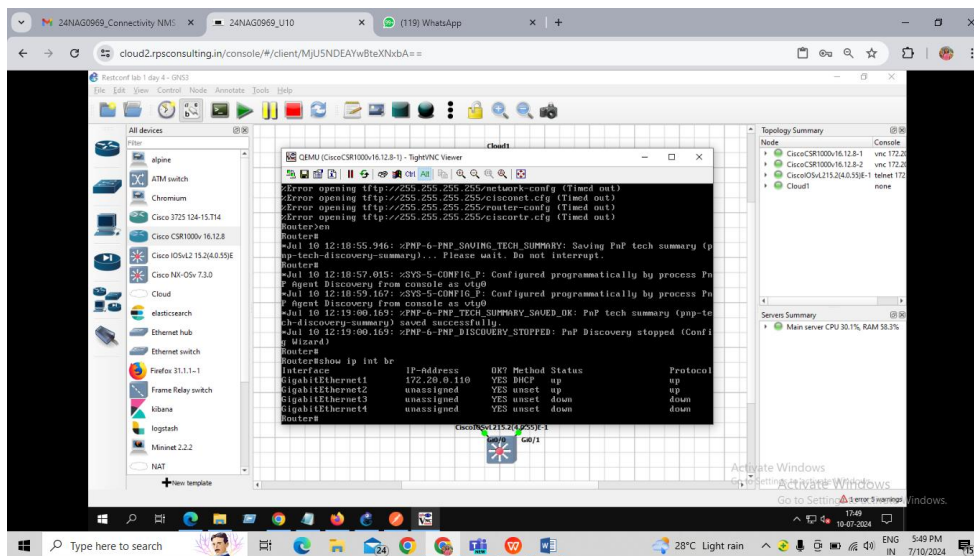 24NAG0969_Connectivity NMS
24NAG0969_U10
(119) WhatsApp
cloud2.rpsconsulting.in/console/#/client/MjU5NDEAYwBteXNxbA==
Restconf lab 1 day 4 - GNS3
File Edit View Control Node Annotate Tools Help
All devices
Filter
alpine
ATM switch
Chromium
Cisco 3725 124-15.T14
Cisco CSR1000v 16.12.8
Cisco IOSvL2 15.2(4.0.55)E
Cisco NX-OSv 7.3.0
Cloud
elasticsearch
Ethernet hub
Ethernet switch
Firefox 31.1.1~1
Frame Relay switch
kibana
logstash
Mininet 2.2.2
NAT
New template
Cloud1
QEMU (CiscoCSR1000v16.12.8-1) - TightVNC Viewer
Ctrl Alt
%Error opening tftp://255.255.255.255/network-confg (Timed out)
%Error opening tftp://255.255.255.255/cisconet.cfg (Timed out)
%Error opening tftp://255.255.255.255/router-confg (Timed out)
%Error opening tftp://255.255.255.255/ciscortr.cfg (Timed out)
Router>en
Router#
*Jul 10 12:18:55.946: %PNP-6-PNP_SAVING_TECH_SUMMARY: Saving PnP tech summary (p
np-tech-discovery-summary)... Please wait. Do not interrupt.
Router#
*Jul 10 12:18:57.015: %SYS-5-CONFIG_P: Configured programmatically by process Pn
P Agent Discovery from console as vty0
*Jul 10 12:18:59.167: %SYS-5-CONFIG_P: Configured programmatically by process Pn
P Agent Discovery from console as vty0
*Jul 10 12:19:00.169: %PNP-6-PNP_TECH_SUMMARY_SAVED_OK: PnP tech summary (pnp-te
ch-discovery-summary) saved successfully.
*Jul 10 12:19:00.169: %PNP-6-PNP_DISCOVERY_STOPPED: PnP Discovery stopped (Confi
g Wizard)
Router#
Router#show ip int br
Interface IP-Address OK? Method Status Protocol
GigabitEthernet1 172.20.0.110 YES DHCP up up
GigabitEthernet2 unassigned YES unset up up
GigabitEthernet3 unassigned YES unset down down
GigabitEthernet4 unassigned YES unset down down
Router#
CiscoIOSvL215.2(4.0.55)E-1
Gi0/0 Gi0/1
Topology Summary
Node Console
CiscoCSR1000v16.12.8-1 vnc 172.20
CiscoCSR1000v16.12.8-2 vnc 172.20
CiscoIOSvL215.2(4.0.55)E-1 telnet 172
Cloud1 none
Servers Summary
Main server CPU 30.1%, RAM 58.3%
Activate Windows
Activate Windows
Go to Settings
17:49
10-07-2024
Type here to search
28°C Light rain
ENG
IN
5:49 PM
7/10/2024